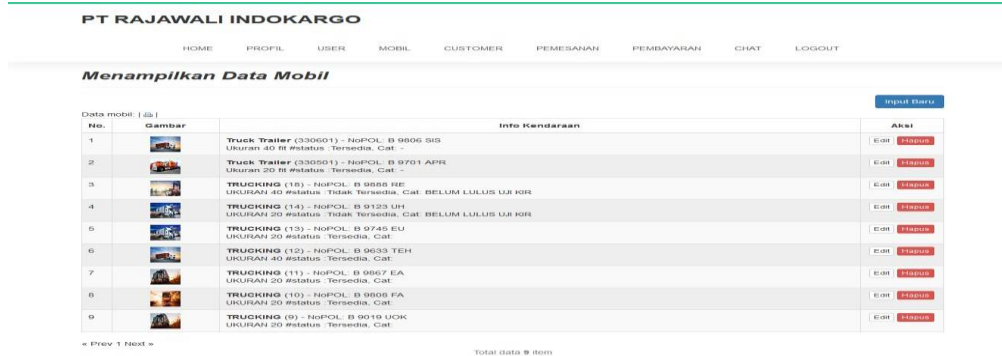 PT RAJAWALI INDOKARGO
HOME PROFIL USER MOBIL CUSTOMER PEMESANAN PEMBAYARAN CHAT LOGOUT
Menampilkan Data Mobil
Input Baru
Data mobil: | |
No. Gambar Info Kendaraan Aksi
1 Truck Trailer (330601) - NoPOL: B 9806 SIS Edit Hapus
Ukuran 40 fit #status :Tersedia, Cat: -
2 Truck Trailer (330501) - NoPOL: B 9701 APR Edit Hapus
Ukuran 20 fit #status :Tersedia, Cat: -
3 TRUCKING (16) - NoPOL: B 9888 RE Edit Hapus
UKURAN 40 #status :Tidak Tersedia, Cat: BELUM LULUS UJI KIR
4 TRUCKING (14) - NoPOL: B 9123 UH Edit Hapus
UKURAN 20 #status :Tidak Tersedia, Cat: BELUM LULUS UJI KIR
5 TRUCKING (13) - NoPOL: B 9745 EU Edit Hapus
UKURAN 20 #status :Tersedia, Cat:
6 TRUCKING (12) - NoPOL: B 9633 TEH Edit Hapus
UKURAN 40 #status :Tersedia, Cat:
7 TRUCKING (11) - NoPOL: B 9867 EA Edit Hapus
UKURAN 20 #status :Tersedia, Cat:
8 TRUCKING (10) - NoPOL: B 9808 FA Edit Hapus
UKURAN 20 #status :Tersedia, Cat:
9 TRUCKING (9) - NoPOL: B 9019 UOK Edit Hapus
UKURAN 20 #status :Tersedia, Cat:
« Prev 1 Next »
Total data 9 item